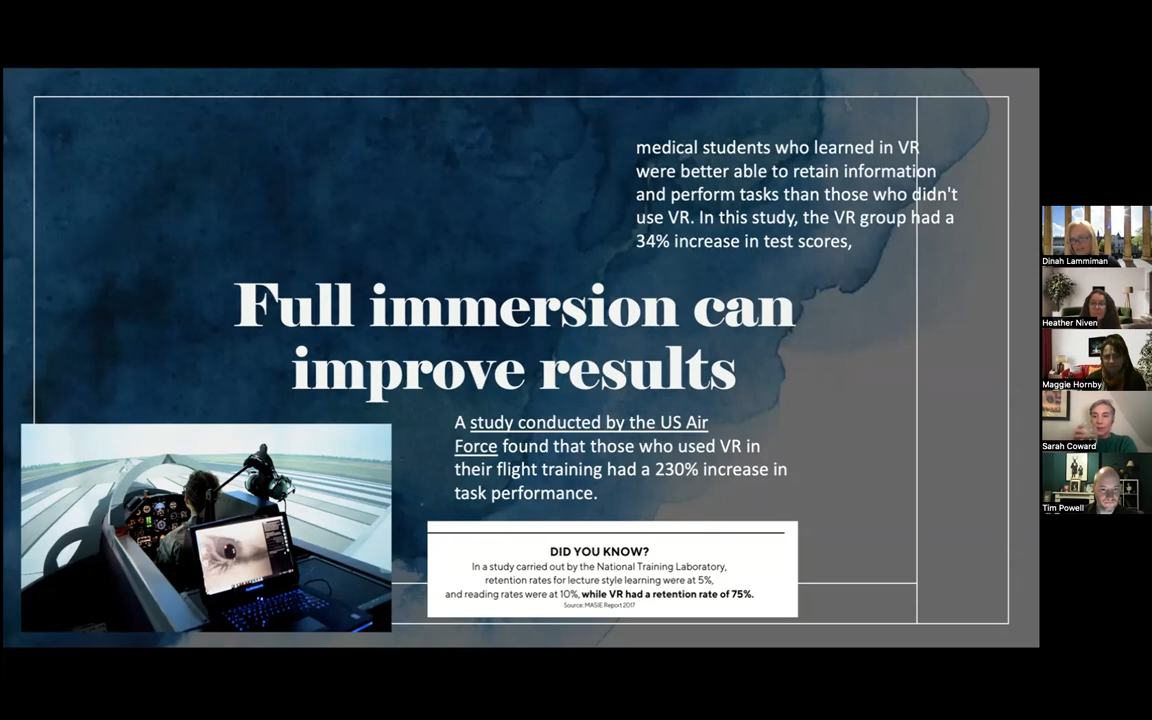 medical students who learned in VR
were better able to retain information
and perform tasks than those who didn't
use VR. In this study, the VR group had a
34% increase in test scores,
Full immersion can
improve results
A study conducted by the US Air
Force found that those who used VR in
their flight training had a 230% increase in
task performance.
DID YOU KNOW?
In a study carried out by the National Training Laboratory,
retention rates for lecture style learning were at 5%,
and reading rates were at 10%, while VR had a retention rate of 75%.
Source: MASIE Report 2017
Dinah Lammiman
Heather Niven
Maggie Hornby
Sarah Coward
Tim Powell